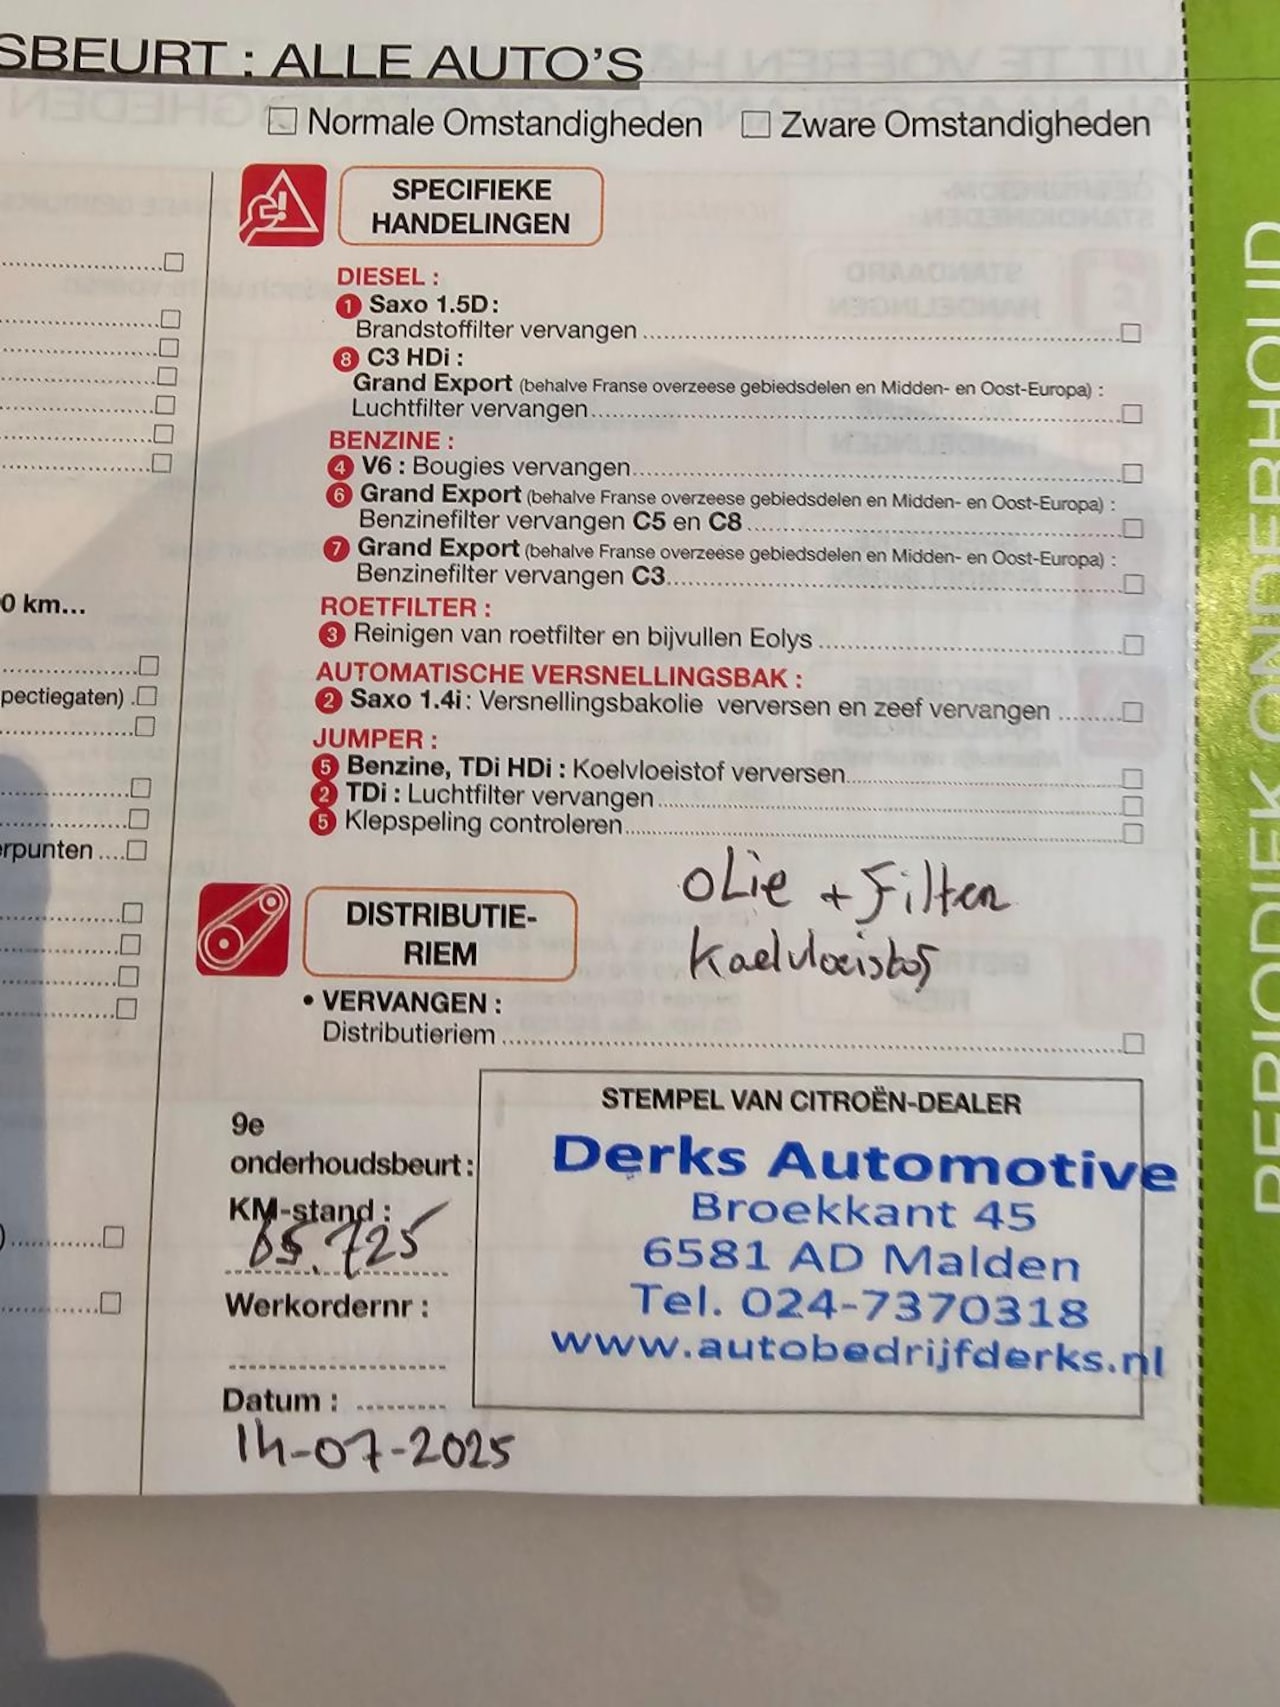 SBEURT : ALLE AUTO'S
Normale Omstandigheden Zware Omstandigheden
SPECIFIEKE
HANDELINGEN
DIESEL :
1 Saxo 1.5D :
Brandstoffilter vervangen
8 C3 HDi :
Grand Export (behalve Franse overzeese gebiedsdelen en Midden- en Oost-Europa) :
Luchtfilter vervangen
BENZINE :
4 V6 : Bougies vervangen
6 Grand Export (behalve Franse overzeese gebiedsdelen en Midden- en Oost-Europa) :
Benzinefilter vervangen C5 en C8
7 Grand Export (behalve Franse overzeese gebiedsdelen en Midden- en Oost-Europa) :
Benzinefilter vervangen C3
ROETFILTER :
3 Reinigen van roetfilter en bijvullen Eolys
AUTOMATISCHE VERSNELLINGSBAK :
2 Saxo 1.4i : Versnellingsbakolie verversen en zeef vervangen
JUMPER :
5 Benzine, TDi HDi : Koelvloeistof verversen
2 TDi : Luchtfilter vervangen
5 Klepspeling controleren
0 km...
pectiegaten)
erpunten
)
oLie + Filter
Koelvloeistof
DISTRIBUTIE-
RIEM
• VERVANGEN :
Distributieriem
9e
onderhoudsbeurt :
KM-stand :
65.725
Werkordernr :
Datum :
14-07-2025
STEMPEL VAN CITROËN-DEALER
Derks Automotive
Broekkant 45
6581 AD Malden
Tel. 024-7370318
www.autobedrijfderks.nl
PERIODIEK ONDERHOUD